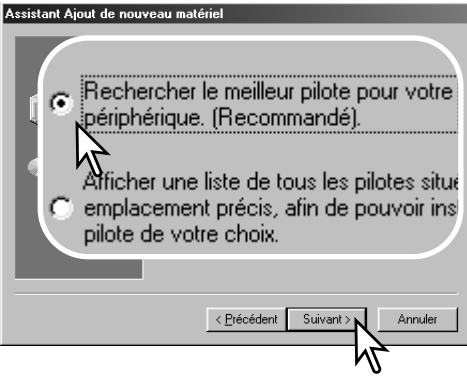 Assistant Ajout de nouveau matériel
Rechercher le meilleur pilote pour votre
périphérique. (Recommandé).
Afficher une liste de tous les pilotes situé
emplacement précis, afin de pouvoir ins
pilote de votre choix.
< Précédent Suivant > Annuler